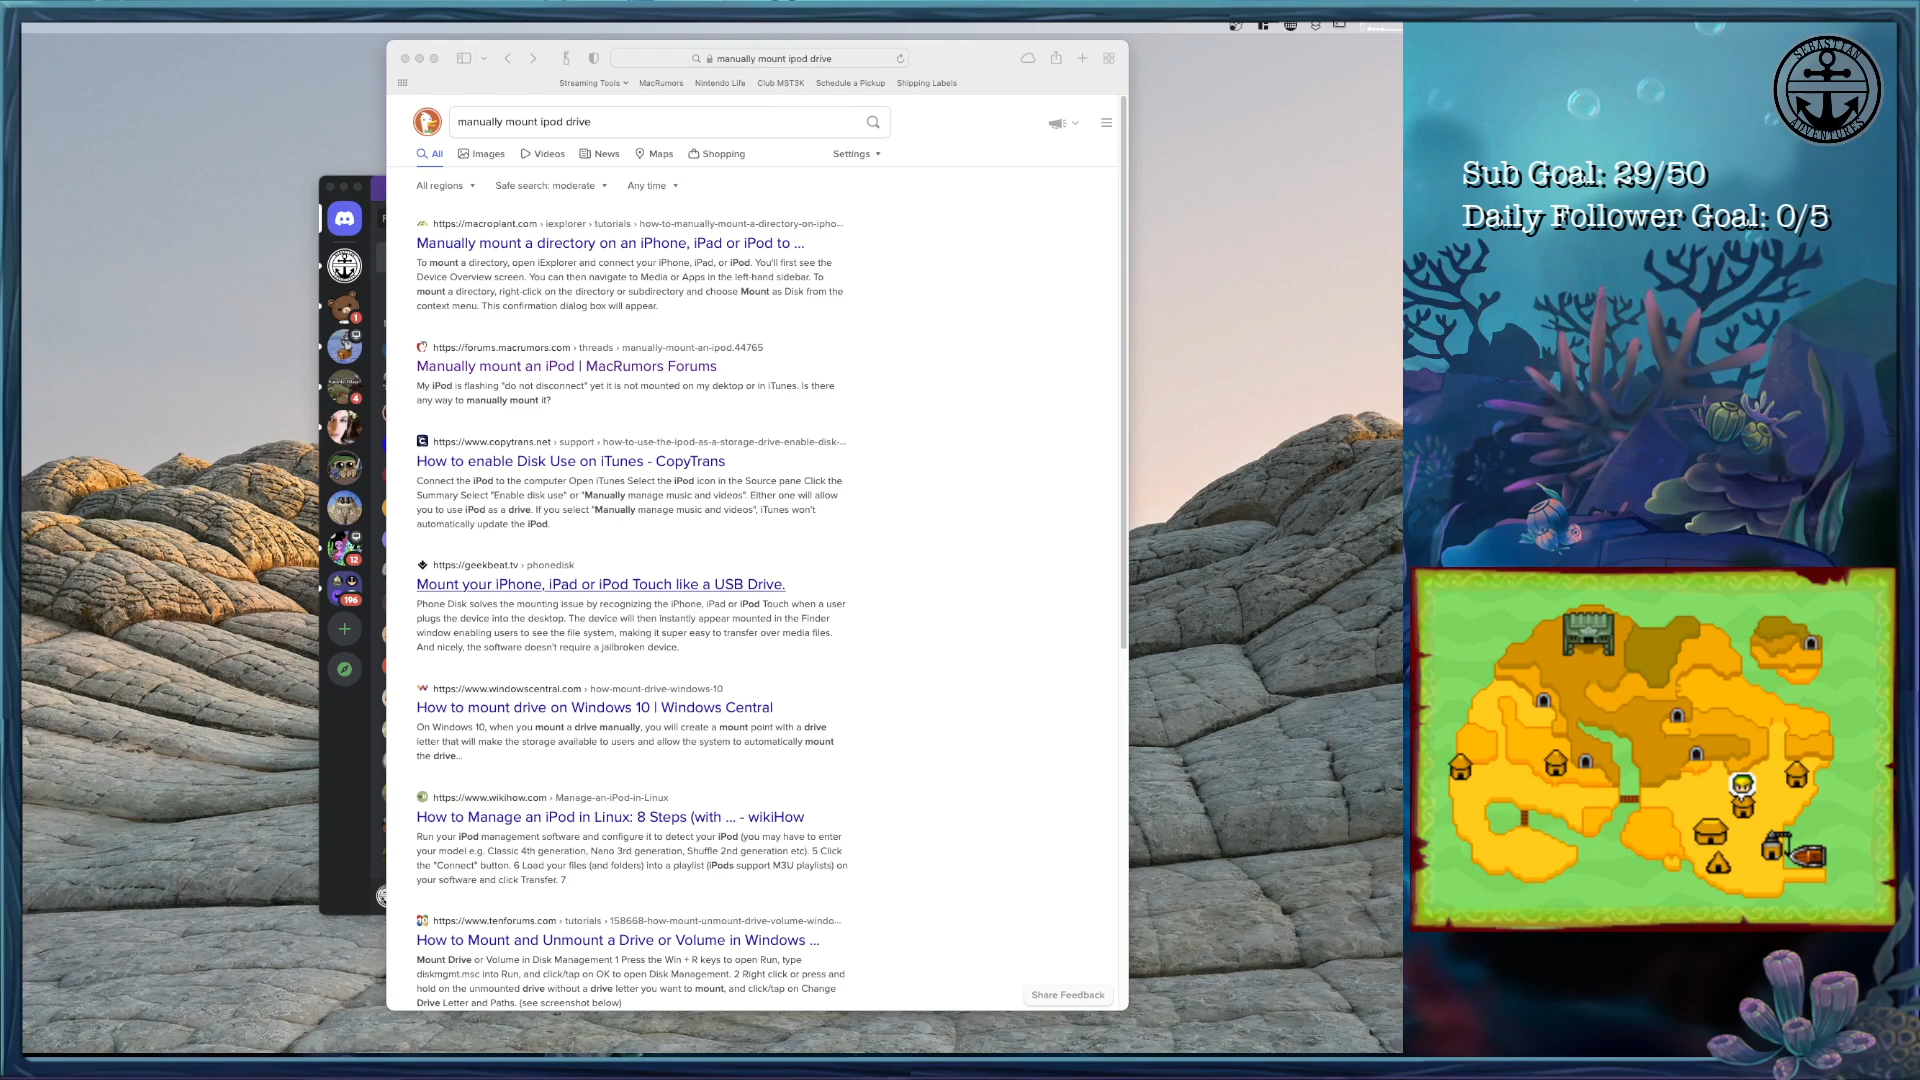 manually mount ipod drive
Streaming Tools MacRumors Nintendo Life Club MST3K Schedule a Pickup Shipping Labels
manually mount ipod drive
All Images Videos News Maps Shopping Settings
All regions Safe search: moderate Any time
https://macroplant.com › iexplorer › tutorials › how-to-manually-mount-a-directory-on-ipho...
Manually mount a directory on an iPhone, iPad or iPod to ...
To mount a directory, open iExplorer and connect your iPhone, iPad, or iPod. You'll first see the
Device Overview screen. You can then navigate to Media or Apps in the left-hand sidebar. To
mount a directory, right-click on the directory or subdirectory and choose Mount as Disk from the
context menu. This confirmation dialog box will appear.
https://forums.macrumors.com › threads › manually-mount-an-ipod.44765
Manually mount an iPod | MacRumors Forums
My iPod is flashing "do not disconnect" yet it is not mounted on my dektop or in iTunes. Is there
any way to manually mount it?
https://www.copytrans.net › support › how-to-use-the-ipod-as-a-storage-drive-enable-disk-...
How to enable Disk Use on iTunes - CopyTrans
Connect the iPod to the computer Open iTunes Select the iPod icon in the Source pane Click the
Summary Select "Enable disk use" or "Manually manage music and videos". Either one will allow
you to use iPod as a drive. If you select "Manually manage music and videos", iTunes won't
automatically update the iPod.
https://geekbeat.tv › phonedisk
Mount your iPhone, iPad or iPod Touch like a USB Drive.
Phone Disk solves the mounting issue by recognizing the iPhone, iPad or iPod Touch when a user
plugs the device into the desktop. The device will then instantly appear mounted in the Finder
window enabling users to see the file system, making it super easy to transfer over media files.
And nicely, the software doesn't require a jailbroken device.
https://www.windowscentral.com › how-mount-drive-windows-10
How to mount drive on Windows 10 | Windows Central
On Windows 10, when you mount a drive manually, you will create a mount point with a drive
letter that will make the storage available to users and allow the system to automatically mount
the drive...
https://www.wikihow.com › Manage-an-iPod-in-Linux
How to Manage an iPod in Linux: 8 Steps (with ... - wikiHow
Run your iPod management software and configure it to detect your iPod (you may have to enter
your model e.g. Classic 4th generation, Nano 3rd generation, Shuffle 2nd generation etc). 5 Click
the "Connect" button. 6 Load your files (and folders) into a playlist (iPods support M3U playlists) on
your software and click Transfer. 7
https://www.tenforums.com › tutorials › 158668-how-mount-unmount-drive-volume-windo...
How to Mount and Unmount a Drive or Volume in Windows ...
Mount Drive or Volume in Disk Management 1 Press the Win + R keys to open Run, type
diskmgmt.msc into Run, and click/tap on OK to open Disk Management. 2 Right click or press and
hold on the unmounted drive without a drive letter you want to mount, and click/tap on Change
Drive Letter and Paths. (see screenshot below)
Share Feedback
1
4
12
196
SEBASTIAN
ADVENTURES
Sub Goal: 29/50
Daily Follower Goal: 0/5